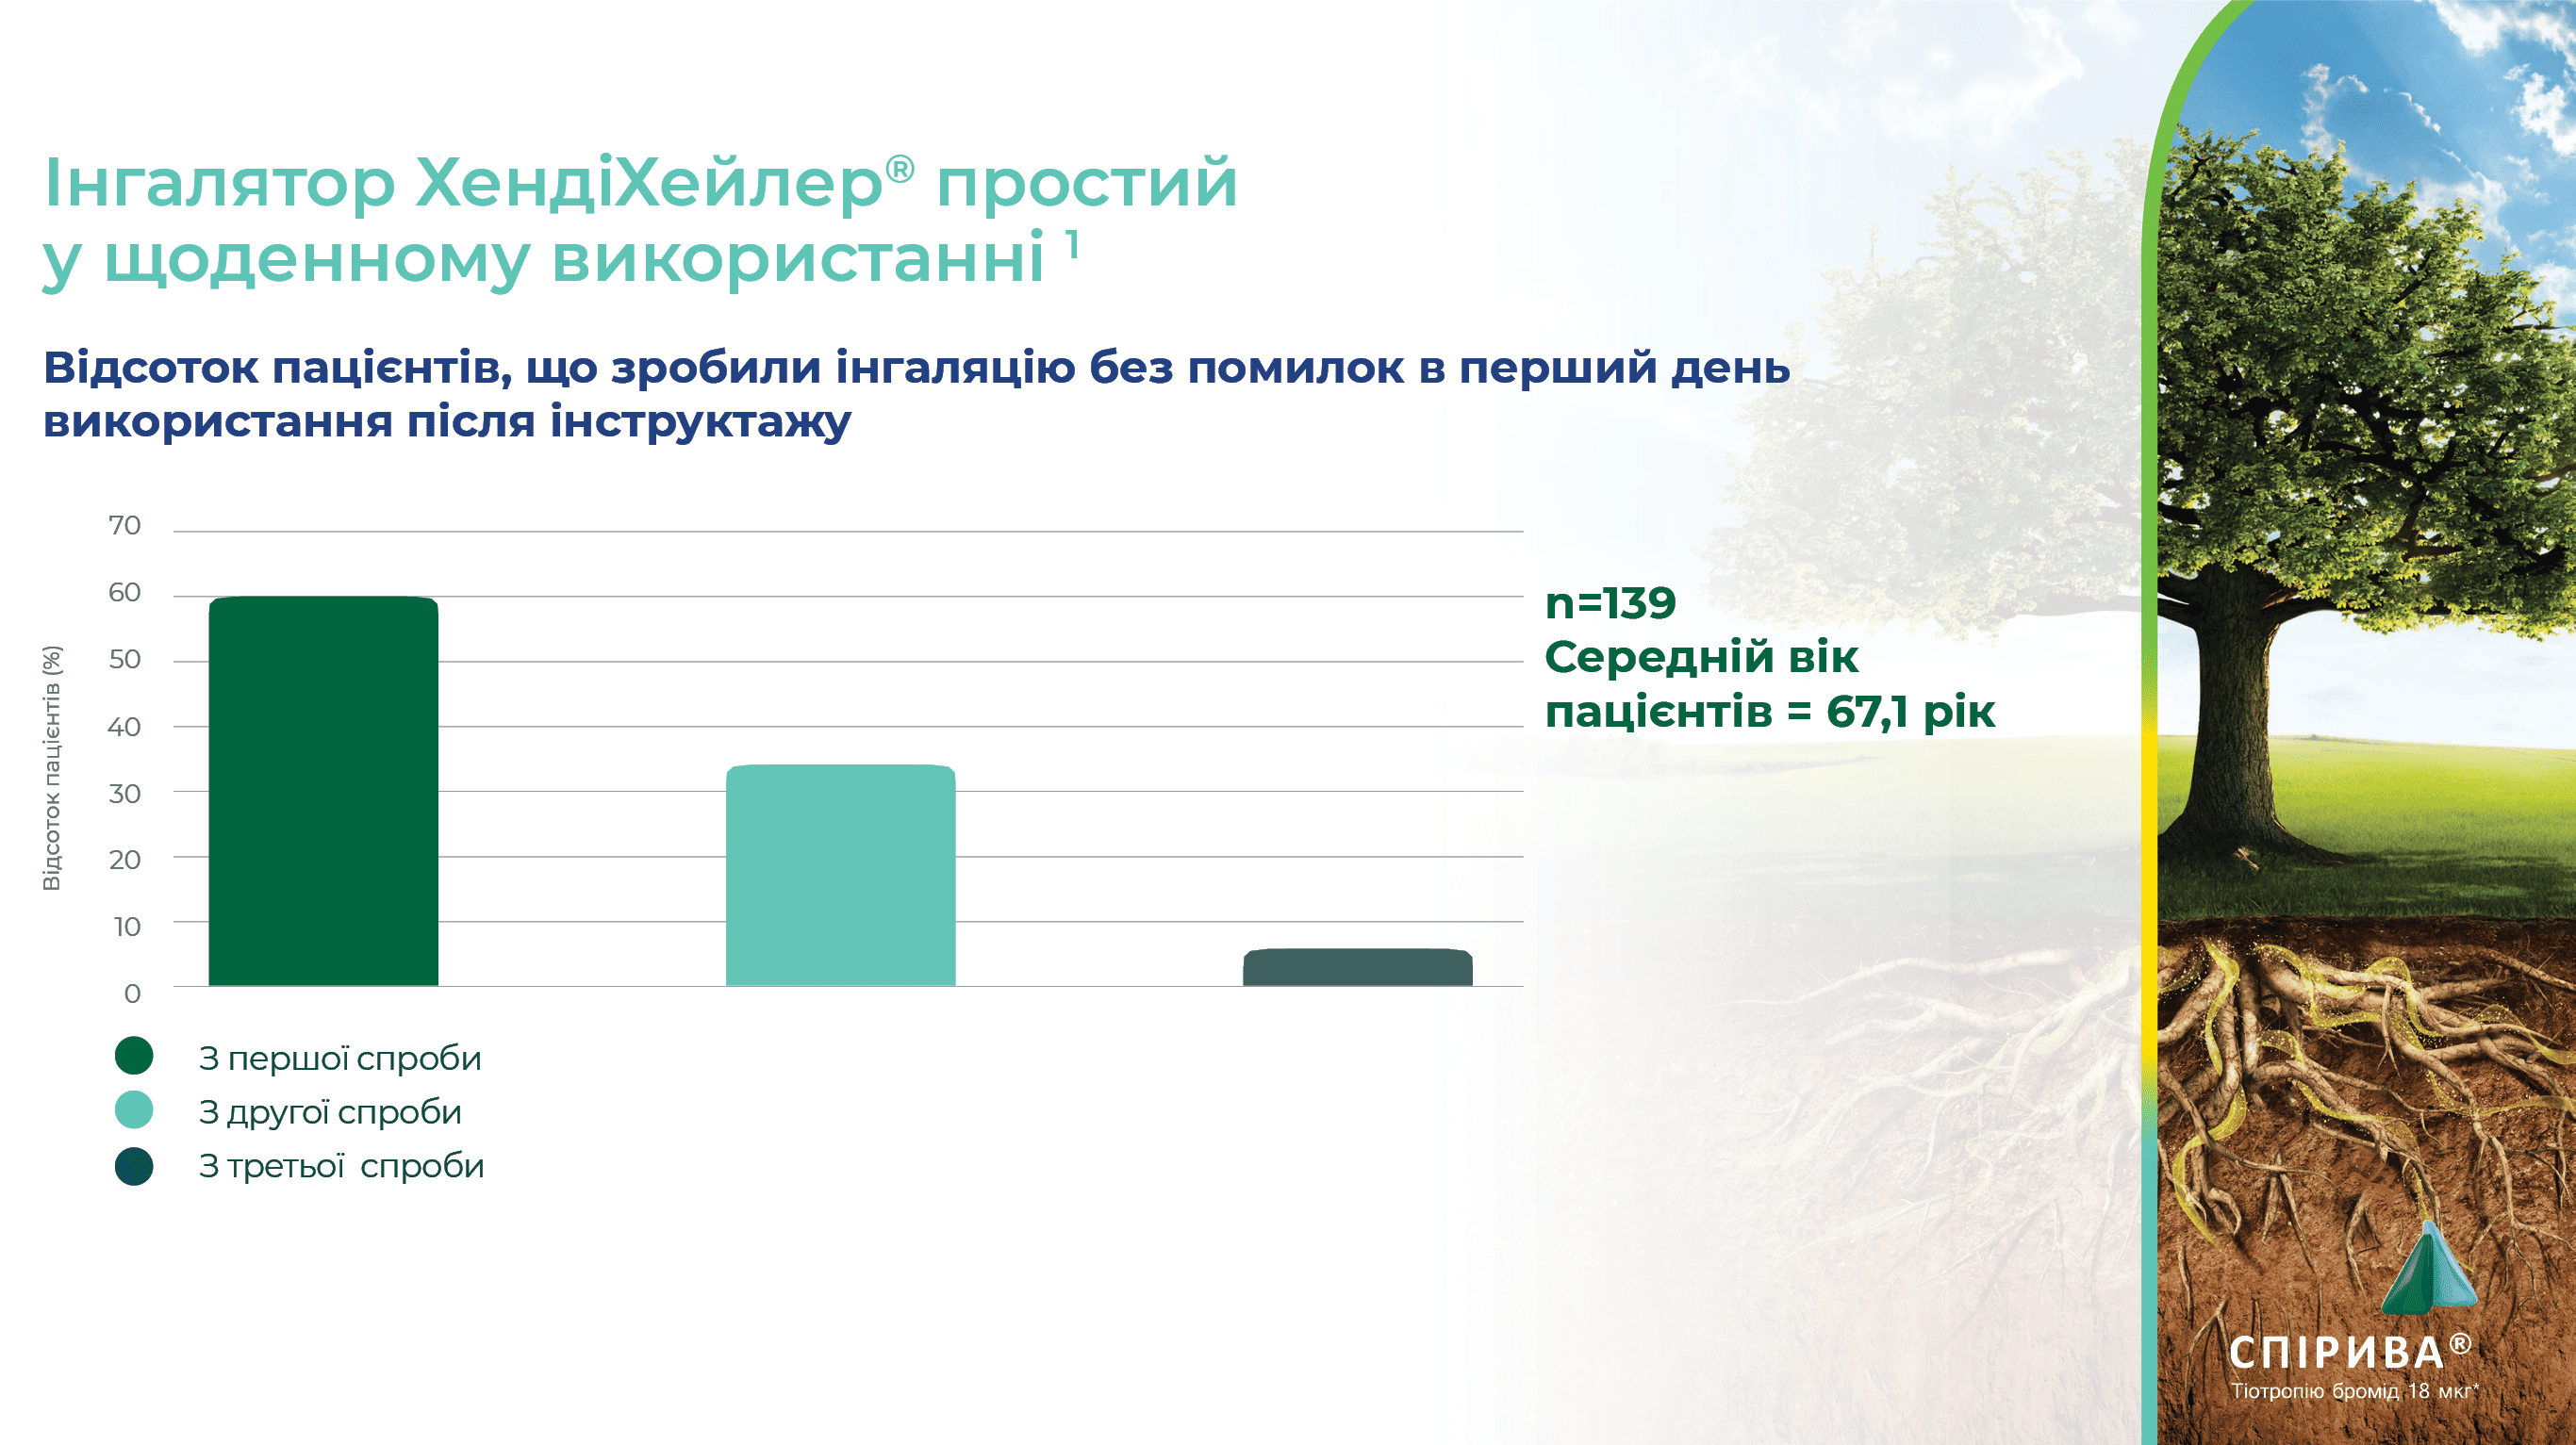 Інгалятор ХендіХейлер® простий
у щоденному використанні ¹
Відсоток пацієнтів, що зробили інгаляцію без помилок в перший день
використання після інструктажу
Відсоток пацієнтів (%)
70
60
50
40
30
20
10
0
n=139
Середній вік
пацієнтів = 67,1 рік
З першої спроби
З другої спроби
З третьої спроби
СПІРИВА®
Тіотропію бромід 18 мкг*